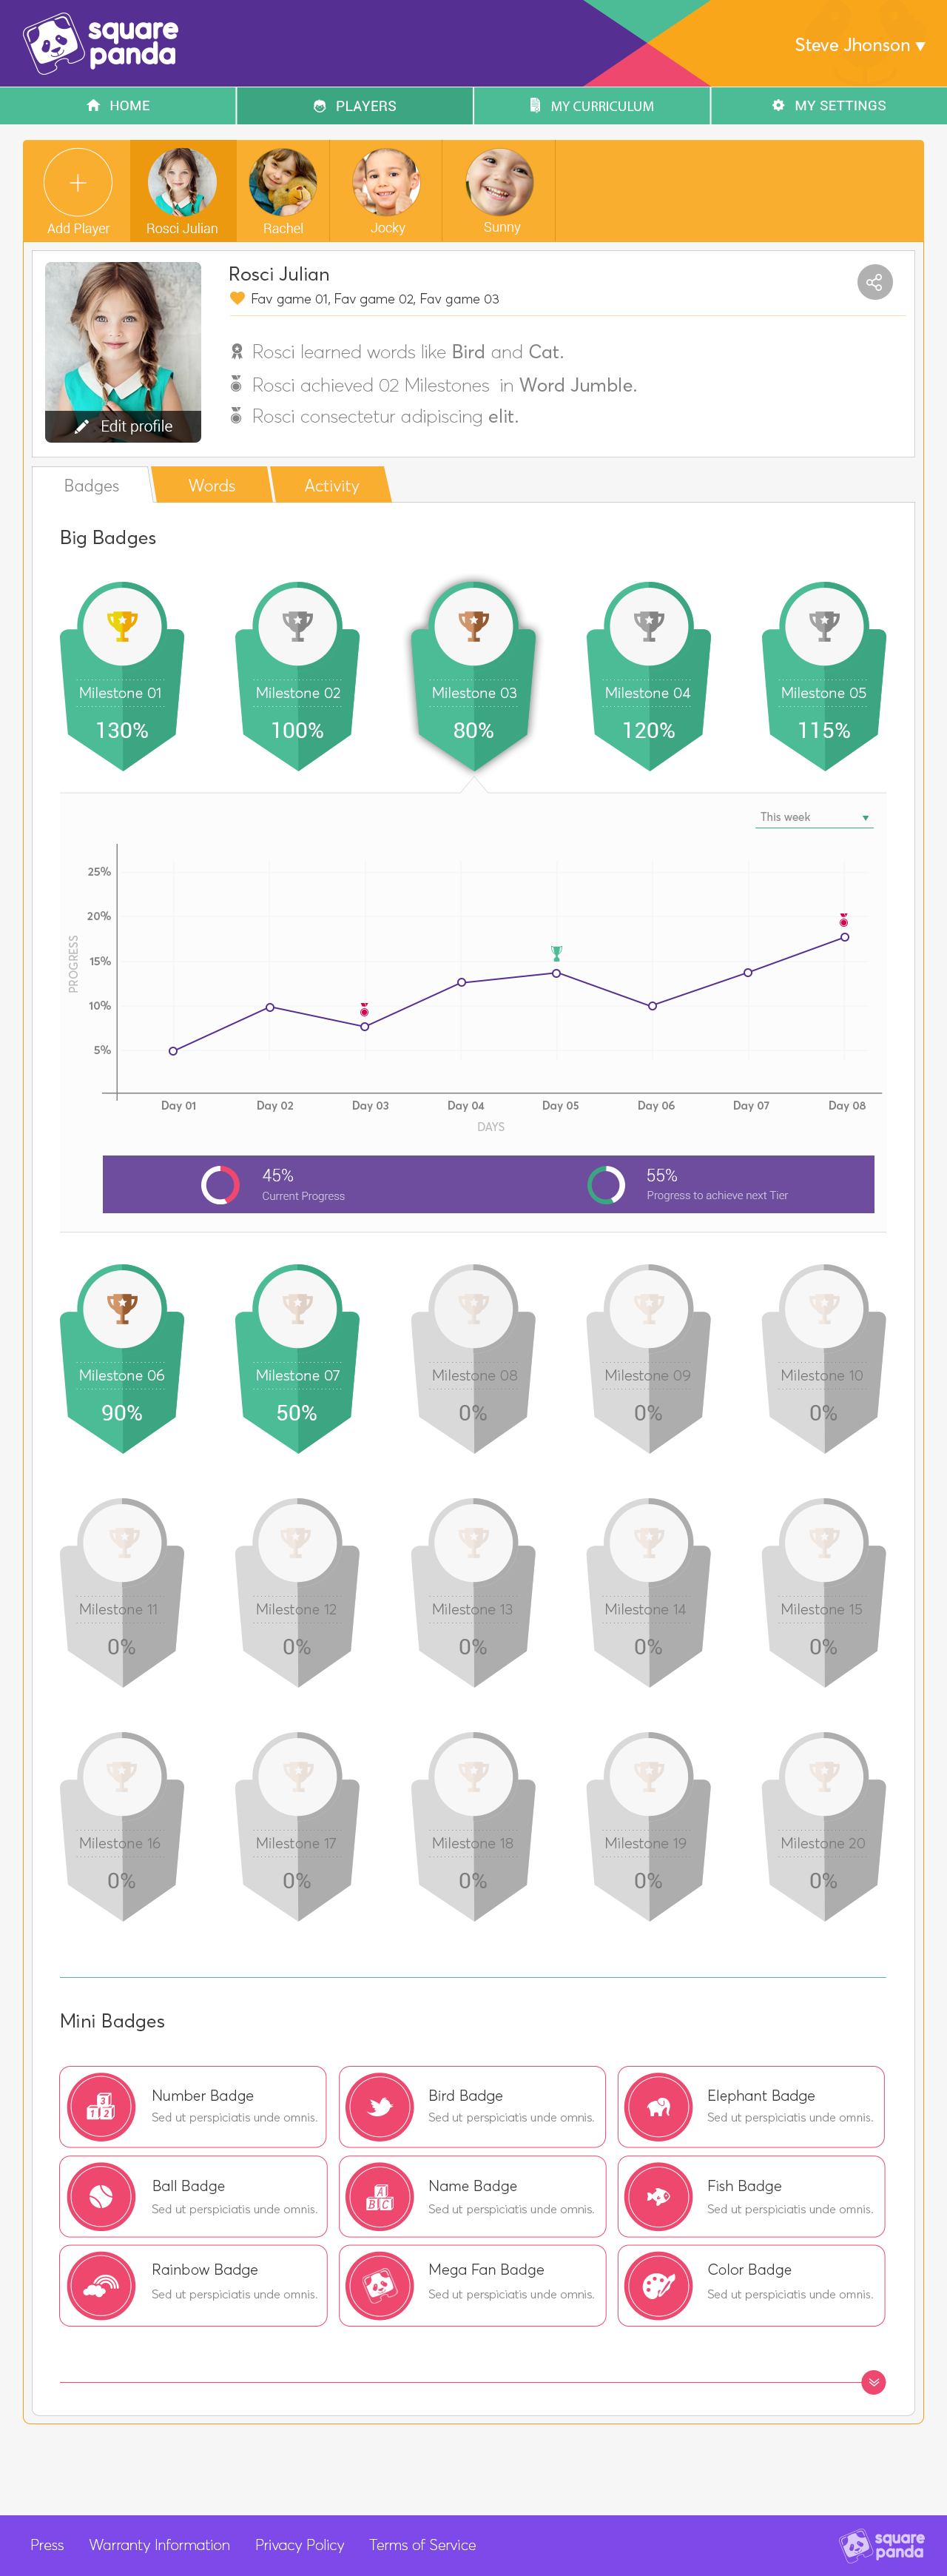 square
panda
Steve Jhonson
HOME
PLAYERS
MY CURRICULUM
MY SETTINGS
Add Player
Rosci Julian
Rachel
Jocky
Sunny
Rosci Julian
Fav game 01, Fav game 02, Fav game 03
Rosci learned words like Bird and Cat.
Rosci achieved 02 Milestones in Word Jumble.
Rosci consectetur adipiscing elit.
Edit profile
Badges
Words
Activity
Big Badges
Milestone 01
130%
Milestone 02
100%
Milestone 03
80%
Milestone 04
120%
Milestone 05
115%
This week
25%
20%
15%
10%
5%
PROGRESS
Day 01
Day 02
Day 03
Day 04
Day 05
Day 06
Day 07
Day 08
DAYS
45%
Current Progress
55%
Progress to achieve next Tier
Milestone 06
90%
Milestone 07
50%
Milestone 08
0%
Milestone 09
0%
Milestone 10
0%
Milestone 11
0%
Milestone 12
0%
Milestone 13
0%
Milestone 14
0%
Milestone 15
0%
Milestone 16
0%
Milestone 17
0%
Milestone 18
0%
Milestone 19
0%
Milestone 20
0%
Mini Badges
3
1 2
Number Badge
Sed ut perspiciatis unde omnis.
Bird Badge
Sed ut perspiciatis unde omnis.
Elephant Badge
Sed ut perspiciatis unde omnis.
Ball Badge
Sed ut perspiciatis unde omnis.
A
B C
Name Badge
Sed ut perspiciatis unde omnis.
Fish Badge
Sed ut perspiciatis unde omnis.
Rainbow Badge
Sed ut perspiciatis unde omnis.
Mega Fan Badge
Sed ut perspiciatis unde omnis.
Color Badge
Sed ut perspiciatis unde omnis.
Press
Warranty Information
Privacy Policy
Terms of Service
square
panda